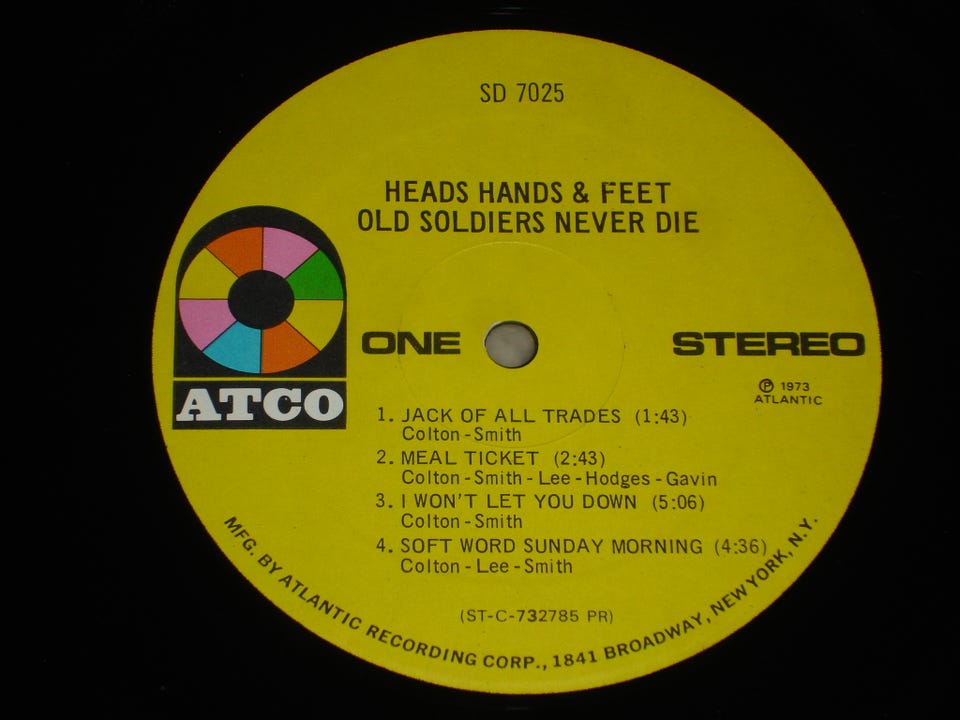 SD 7025
HEADS HANDS & FEET
OLD SOLDIERS NEVER DIE
ATCO
ONE
STEREO
℗ 1973
ATLANTIC
1. JACK OF ALL TRADES (1:43)
Colton - Smith
2. MEAL TICKET (2:43)
Colton - Smith - Lee - Hodges - Gavin
3. I WON'T LET YOU DOWN (5:06)
Colton - Smith
4. SOFT WORD SUNDAY MORNING (4:36)
Colton - Lee - Smith
(ST-C-732785 PR)
MFG. BY ATLANTIC RECORDING CORP., 1841 BROADWAY, NEW YORK, N.Y.